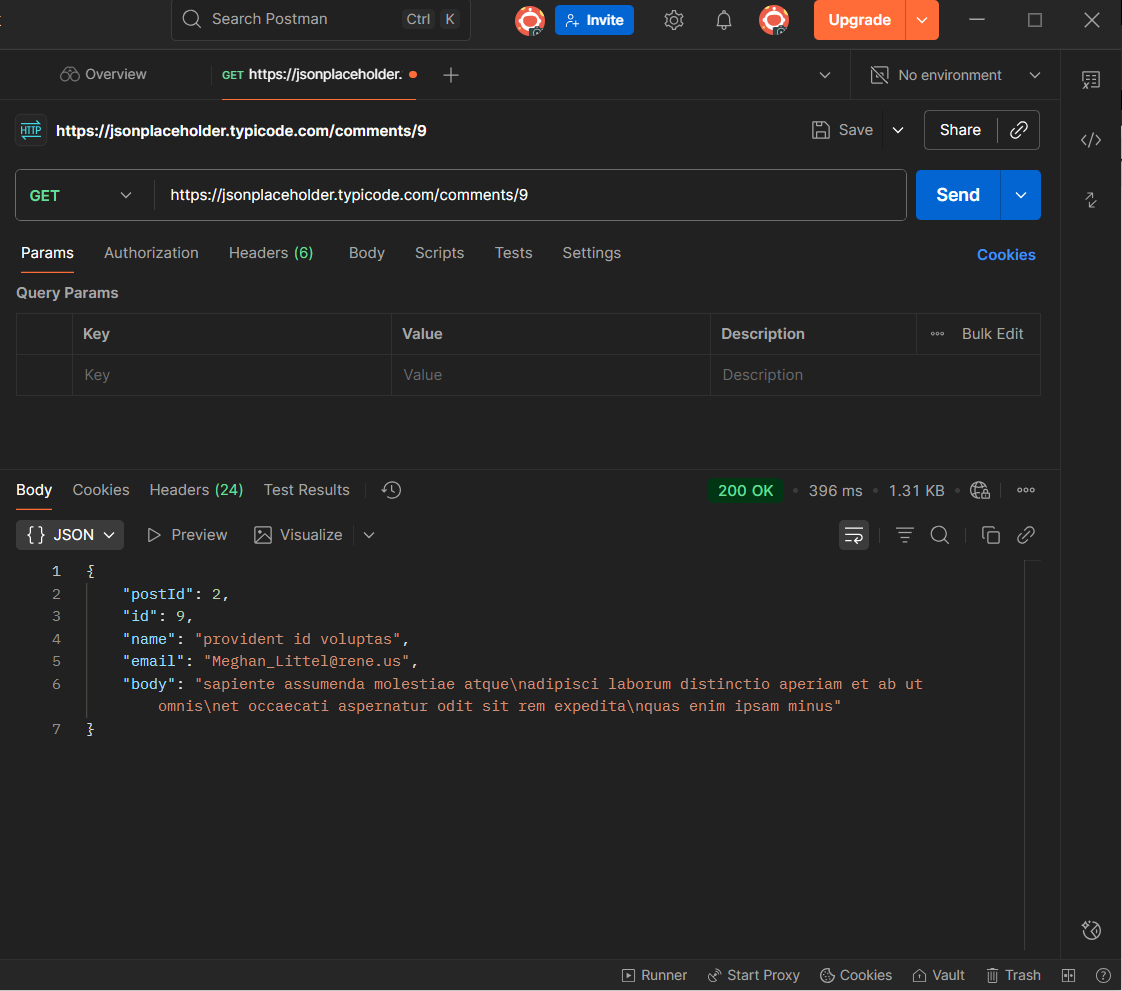 Search Postman Ctrl K Invite Upgrade
Overview GET https://jsonplaceholder. No environment
HTTP https://jsonplaceholder.typicode.com/comments/9 Save Share
GET https://jsonplaceholder.typicode.com/comments/9 Send
Params Authorization Headers (6) Body Scripts Tests Settings Cookies
Query Params
Key Value Description Bulk Edit
Key Value Description
Body Cookies Headers (24) Test Results 200 OK 396 ms 1.31 KB
{} JSON Preview Visualize
1 {
2 "postId": 2,
3 "id": 9,
4 "name": "provident id voluptas",
5 "email": "Meghan_Littel@rene.us",
6 "body": "sapiente assumenda molestiae atque\nadipisci laborum distinctio aperiam et ab ut
omnis\net occaecati aspernatur odit sit rem expedita\nquas enim ipsam minus"
7 }
Runner Start Proxy Cookies Vault Trash